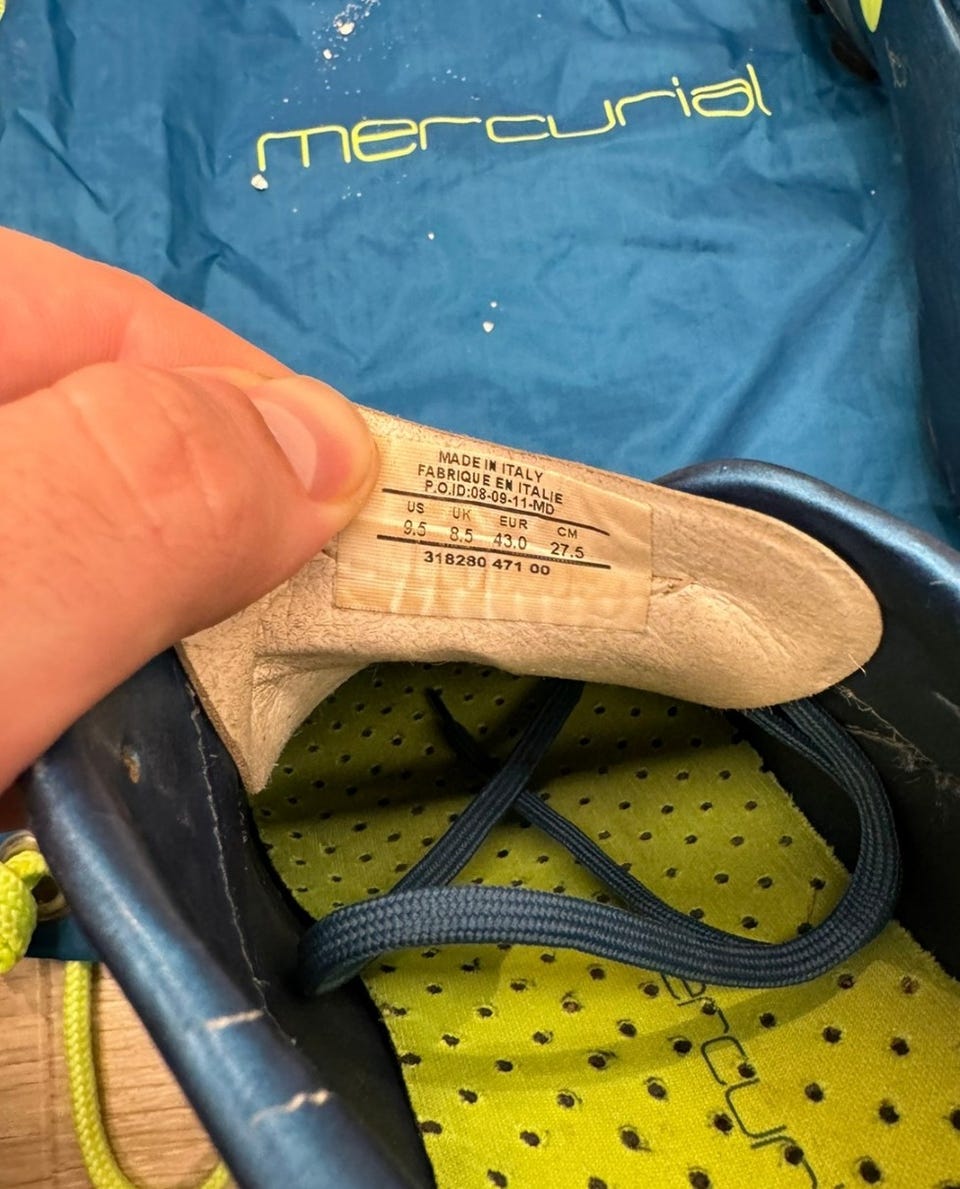 mercurial
MADE IN ITALY
FABRIQUE EN ITALIE
P.O.ID:08-09-11-MD
US UK EUR CM
9.5 8.5 43.0 27.5
318280 471 00